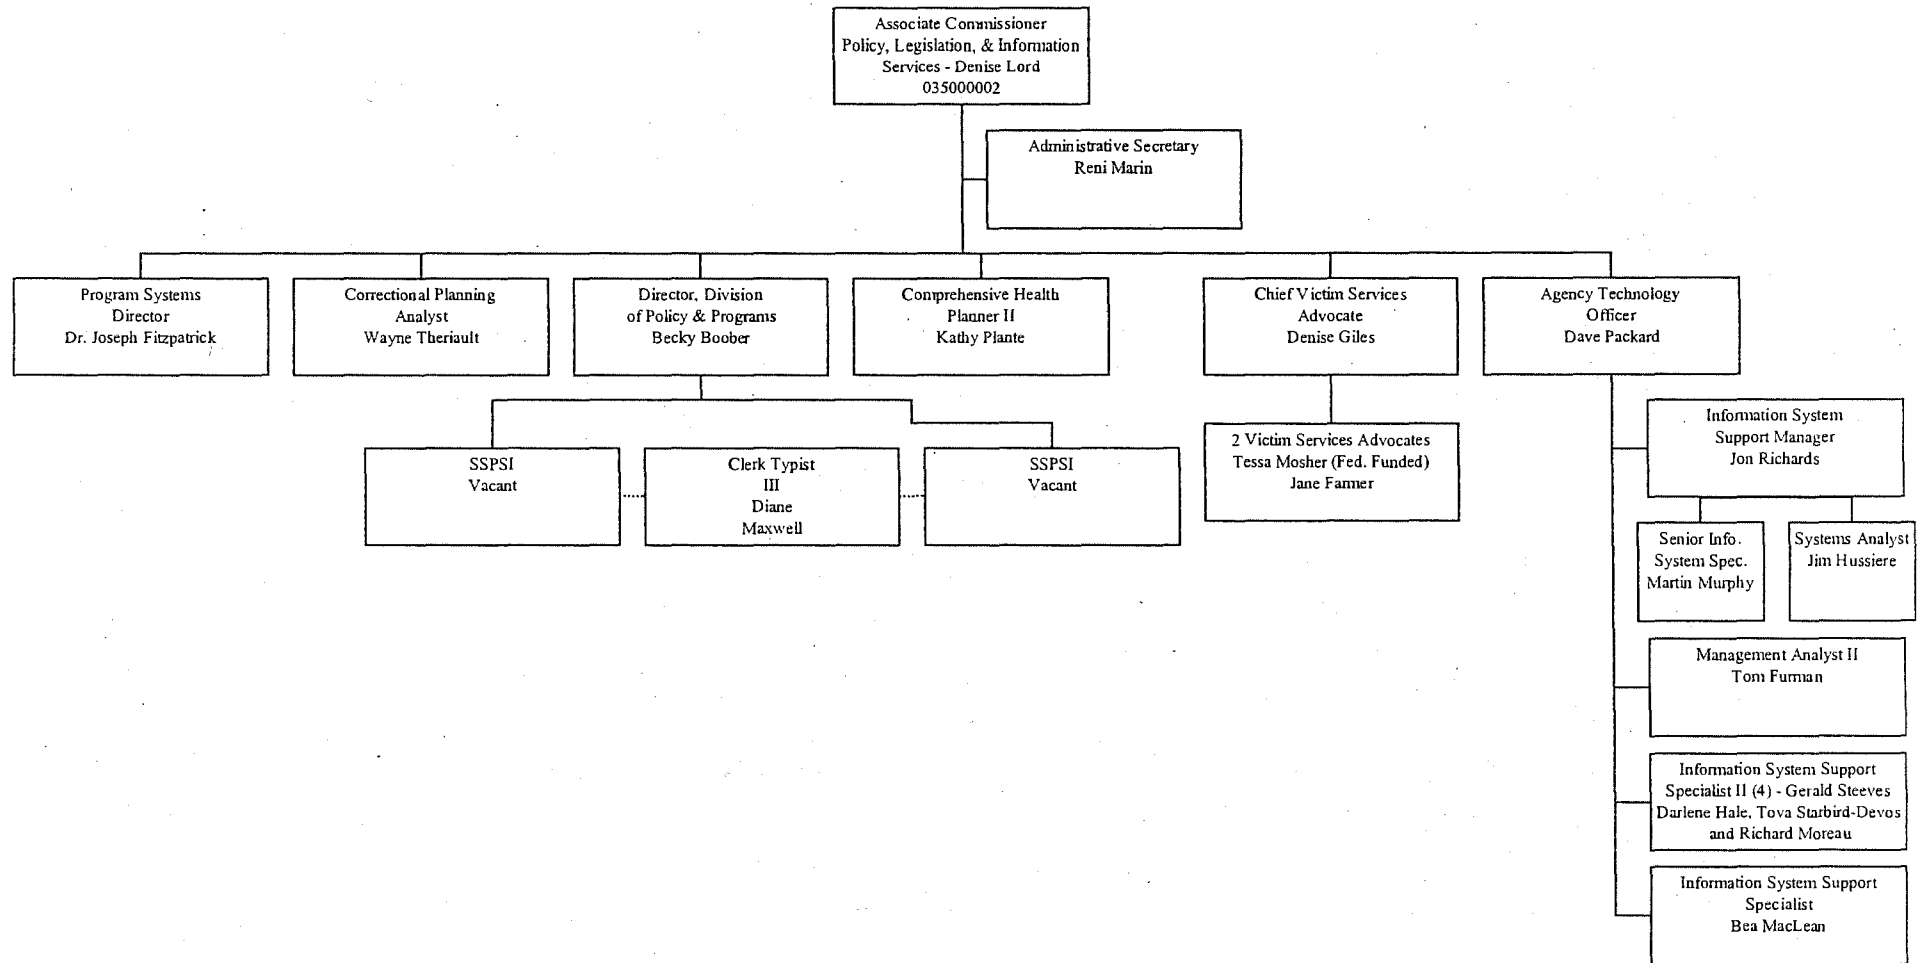 Associate Commissioner
Policy, Legislation, & Information
Services - Denise Lord
035000002
Administrative Secretary
Reni Marin
Program Systems
Director
Dr. Joseph Fitzpatrick
Correctional Planning
Analyst
Wayne Theriault
Director, Division
of Policy & Programs
Becky Boober
Comprehensive Health
Planner II
Kathy Plante
Chief Victim Services
Advocate
Denise Giles
Agency Technology
Officer
Dave Packard
SSPSI
Vacant
Clerk Typist
III
Diane
Maxwell
SSPSI
Vacant
2 Victim Services Advocates
Tessa Mosher (Fed. Funded)
Jane Farmer
Information System
Support Manager
Jon Richards
Senior Info.
System Spec.
Martin Murphy
Systems Analyst
Jim Hussiere
Management Analyst II
Tom Furman
Information System Support
Specialist II (4) - Gerald Steeves
Darlene Hale, Tova Starbird-Devos
and Richard Moreau
Information System Support
Specialist
Bea MacLean